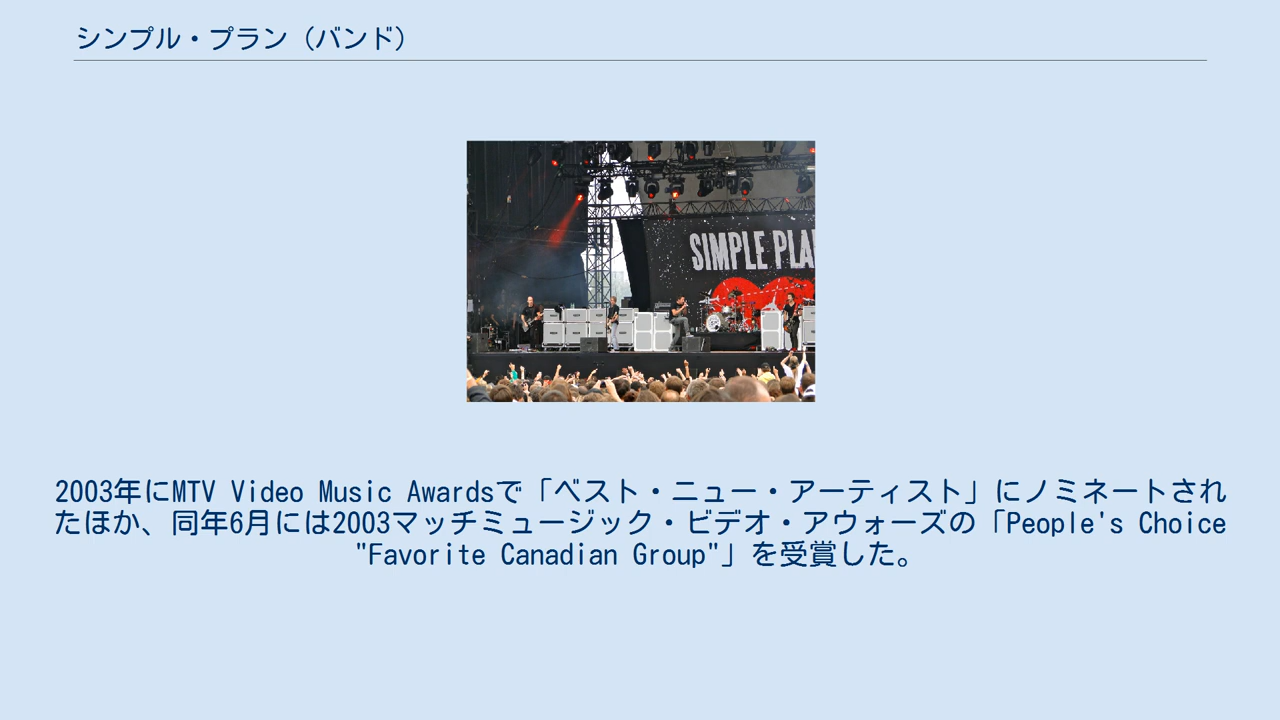 シンプル・プラン（バンド）
SIMPLE PLA
2003年にMTV Video Music Awardsで「ベスト・ニュー・アーティスト」にノミネートされ
たほか、同年6月には2003マッチミュージック・ビデオ・アウォーズの「People's Choice
"Favorite Canadian Group"」を受賞した。